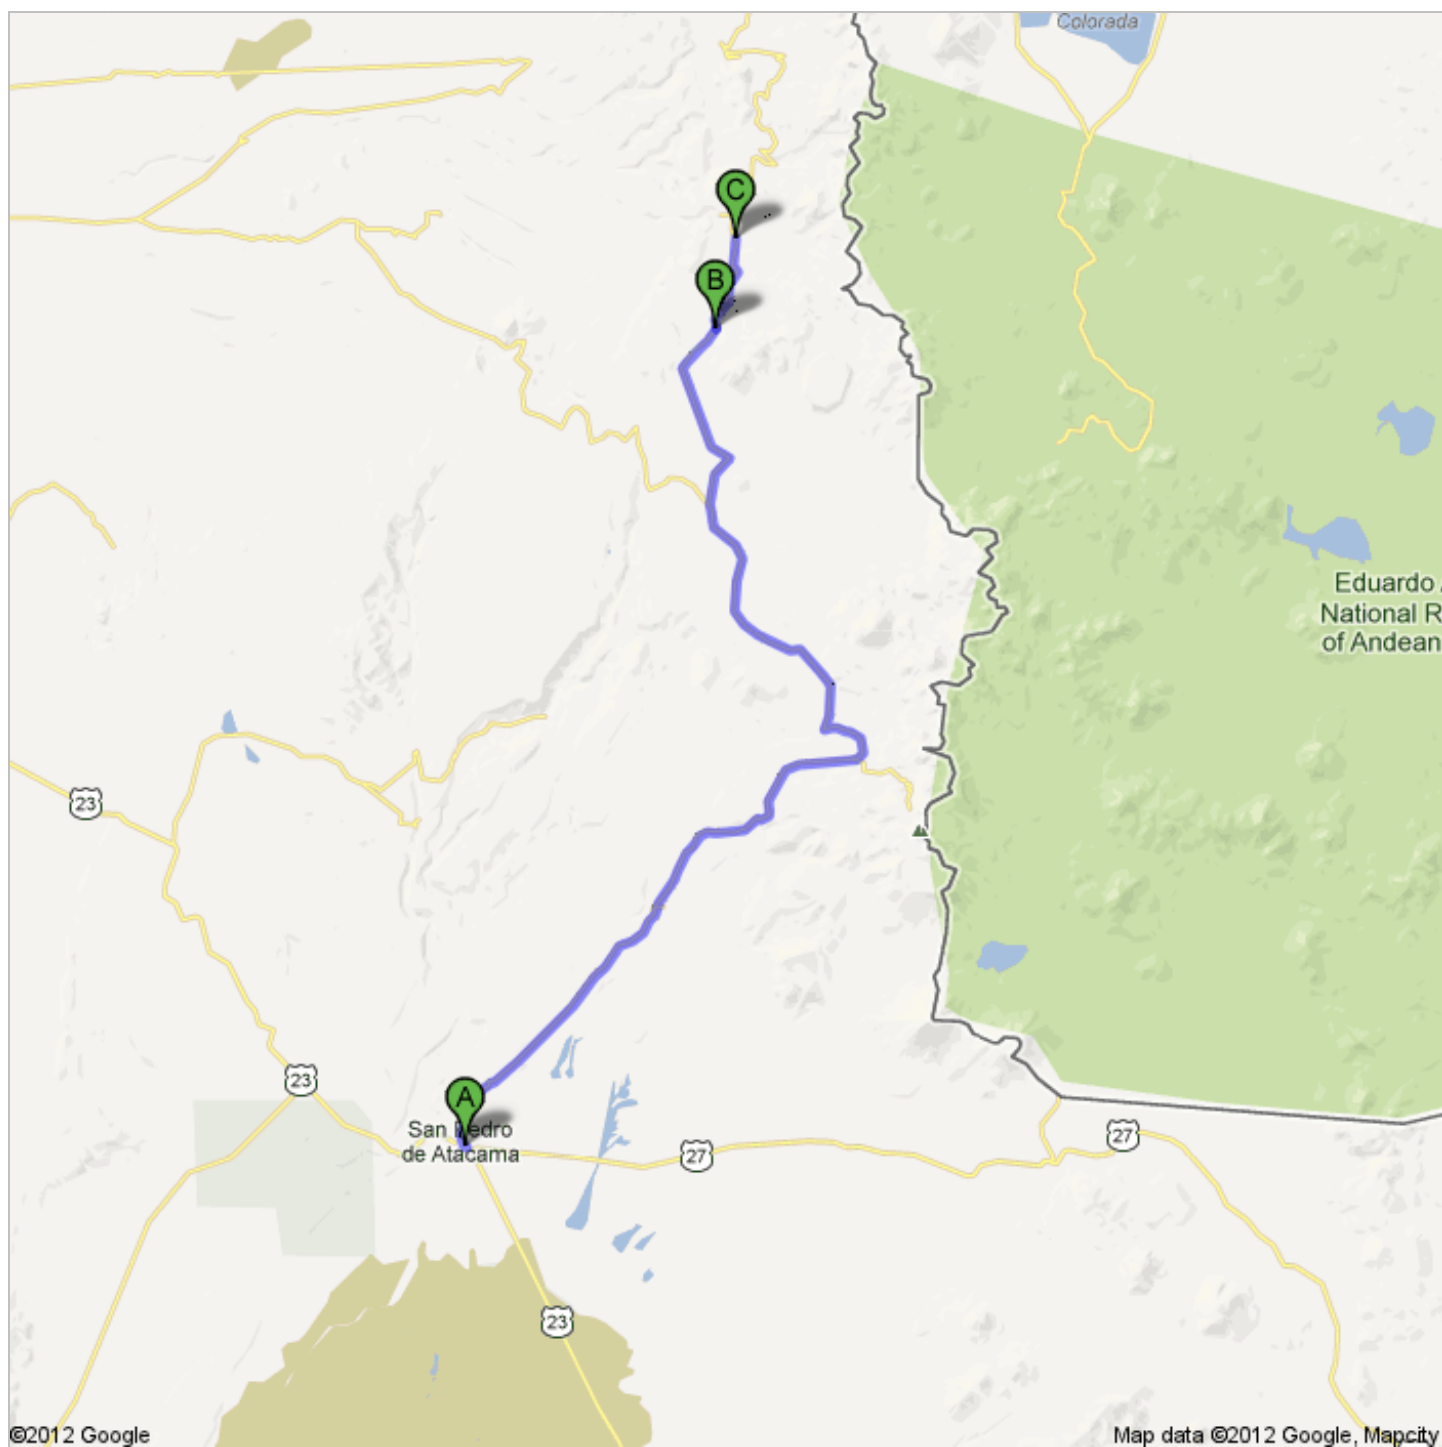 Colorada
C
B
Eduardo A
National R
of Andean
23
23
A
San Pedro
de Atacama
27
27
23
©2012 Google
Map data ©2012 Google, Mapcity